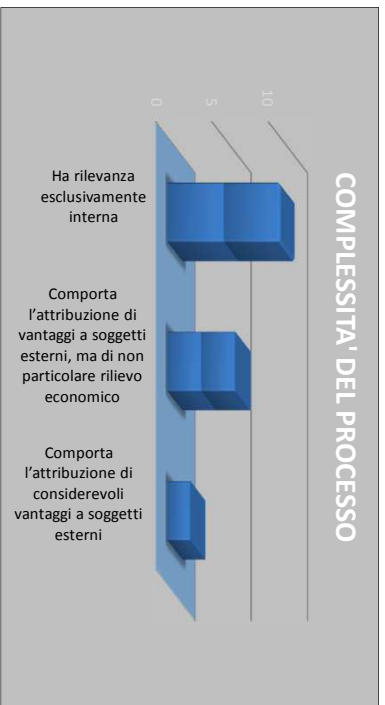 COMPLESSITA' DEL PROCESSO
10
5
0
Ha rilevanza
esclusivamente
interna
Comporta
l'attribuzione di
vantaggi a soggetti
esterni, ma di non
particolare rilievo
economico
Comporta
l'attribuzione di
considerevoli
vantaggi a soggetti
esterni